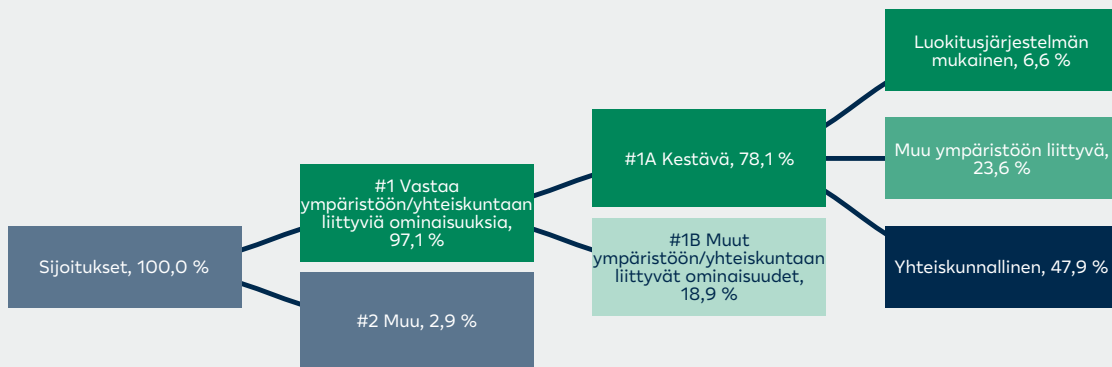 Sijoitukset, 100,0 %
#1 Vastaa
ympäristöön/yhteiskuntaan
liittyviä ominaisuuksia,
97,1 %
#2 Muu, 2,9 %
#1A Kestävä, 78,1 %
#1B Muut
ympäristöön/yhteiskuntaan
liittyvät ominaisuudet,
18,9 %
Luokitusjärjestelmän
mukainen, 6,6 %
Muu ympäristöön liittyvä,
23,6 %
Yhteiskunnallinen, 47,9 %